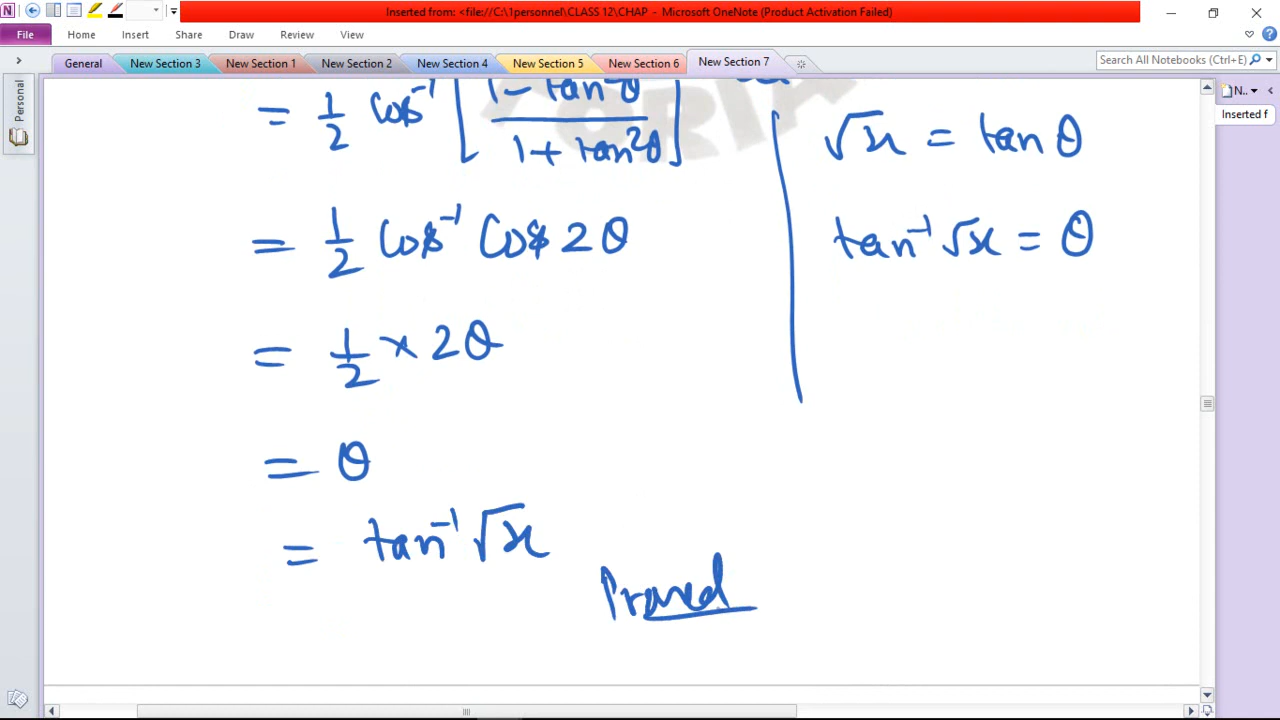 Inserted from: <file://C:\1personnel\CLASS 12\CHAP - Microsoft OneNote (Product Activation Failed)
File Home Insert Share Draw Review View
General New Section 3 New Section 1 New Section 2 New Section 4 New Section 5 New Section 6 New Section 7
Search All Notebooks (Ctrl+E)
Personal
N..
Inserted f
= 1/2 cos⁻¹ [ (1 - tan²θ) / (1 + tan²θ) ]
√x = tan θ
= 1/2 cos⁻¹ cos 2θ
tan⁻¹ √x = θ
= 1/2 × 2θ
= θ
= tan⁻¹ √x
Proved